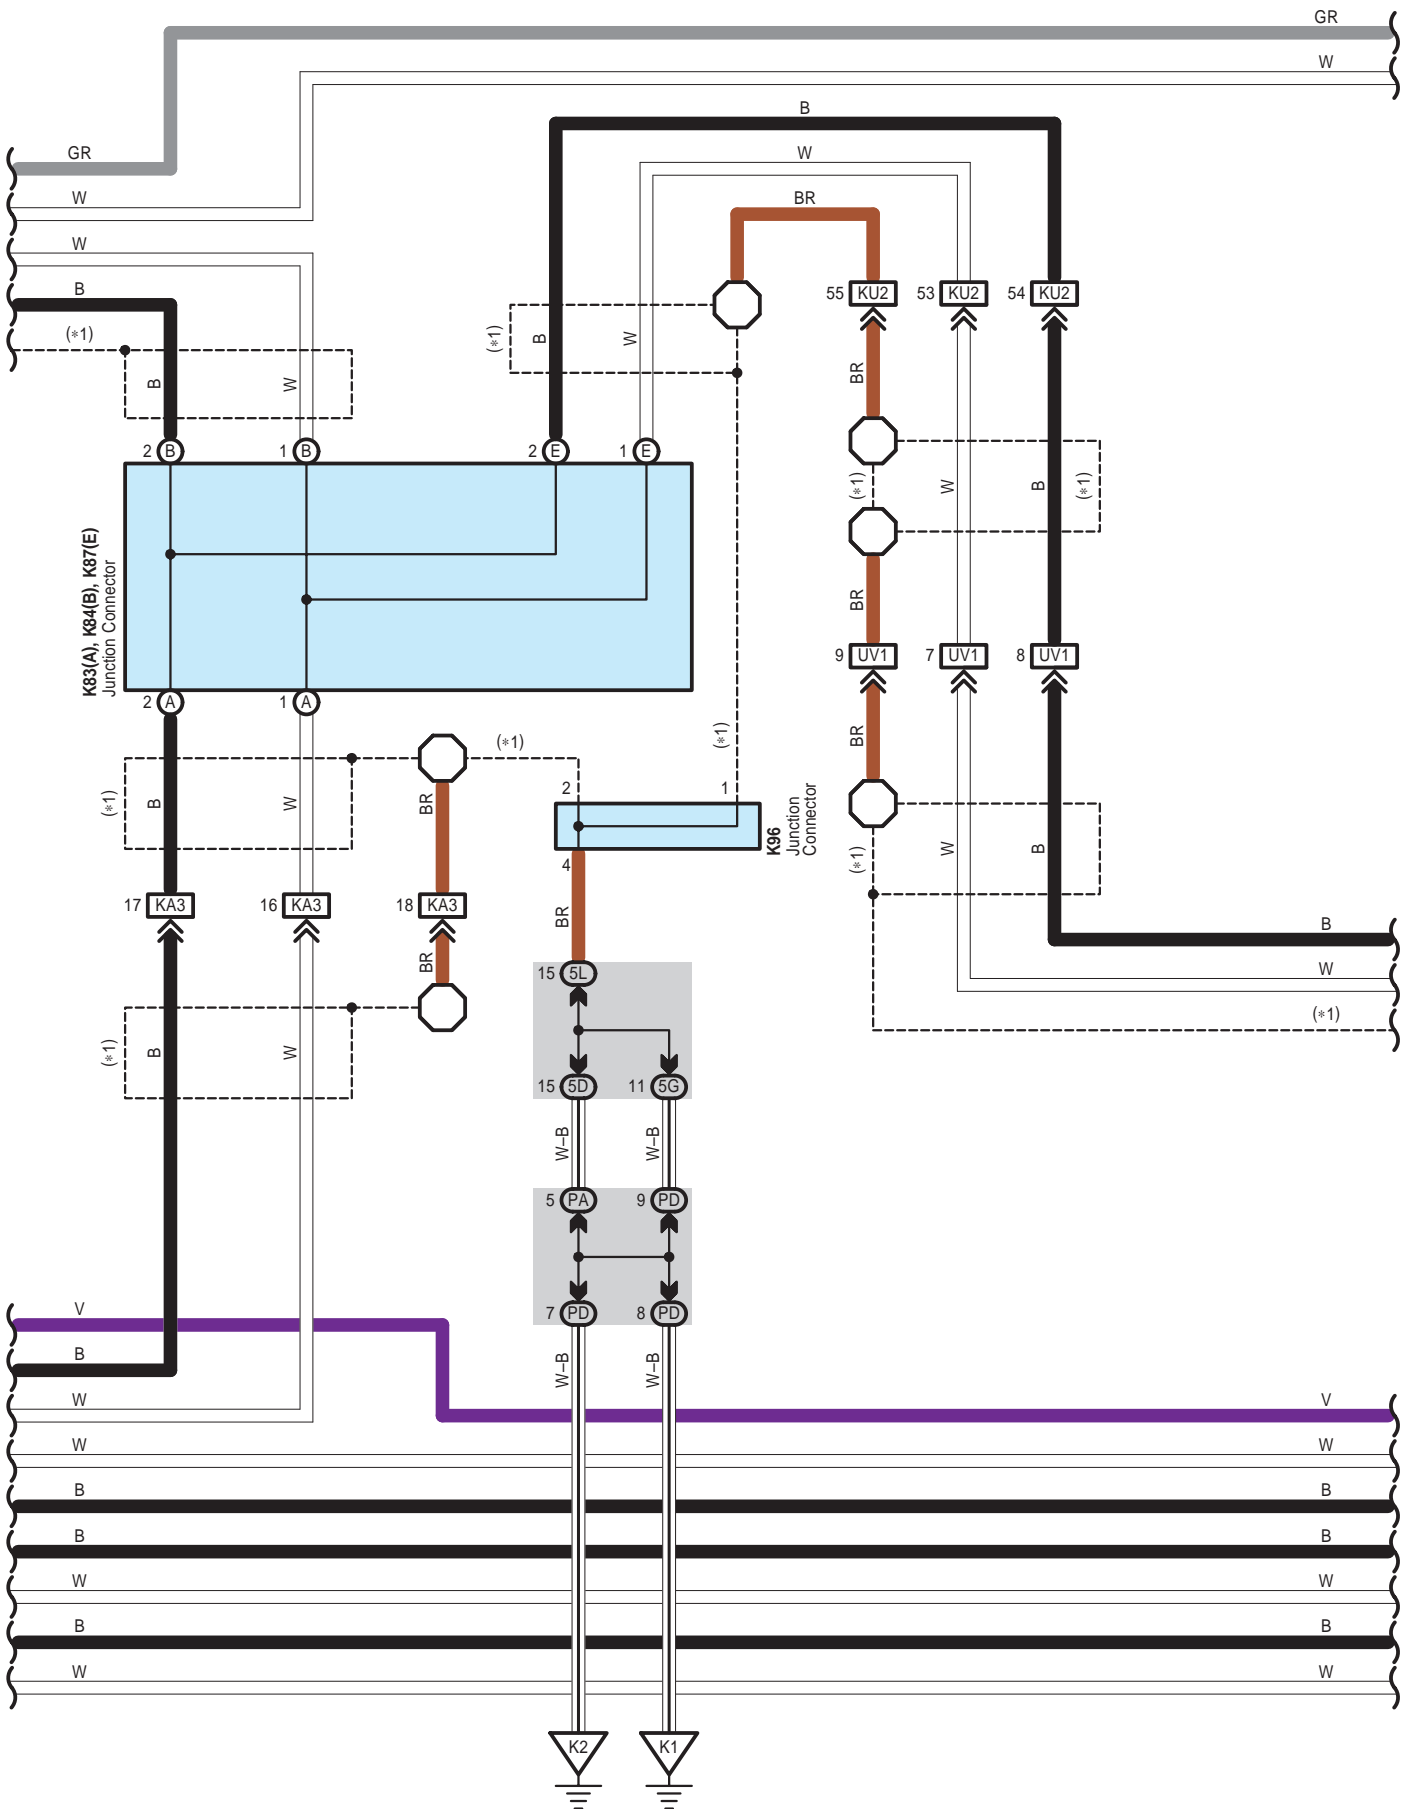 GR
W
B
GR
W
W
BR
W
W
B
55 KU2
53 KU2
54 KU2
(*1)
(*1)
B
W
B
W
BR
2 B
1 B
2 E
1 E
(*1)
W
B
(*1)
K83(A), K84(B), K87(E)
Junction Connector
BR
9 UV1
7 UV1
8 UV1
2 A
1 A
(*1)
(*1)
BR
(*1)
B
W
BR
2
1
K96
Junction
Connector
(*1)
W
B
4
17 KA3
16 KA3
18 KA3
BR
B
BR
15 5L
W
(*1)
(*1)
B
W
15 5D
11 5G
W–B
W–B
5 PA
9 PD
V
7 PD
8 PD
B
W–B
W–B
W
V
W
W
B
B
B
B
W
W
B
B
W
W
K2
K1